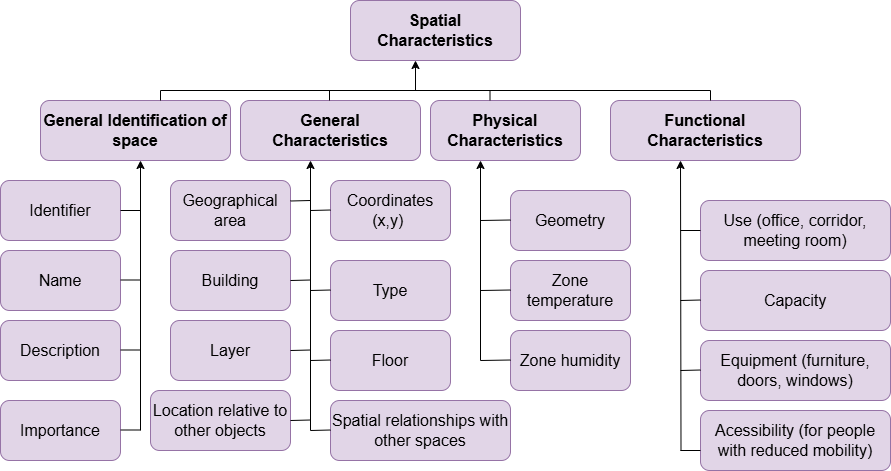 Spatial
Characteristics
General Identification of
space
General
Characteristics
Physical
Characteristics
Functional
Characteristics
Identifier
Name
Description
Importance
Geographical
area
Building
Layer
Location relative to
other objects
Coordinates
(x,y)
Type
Floor
Spatial relationships with
other spaces
Geometry
Zone
temperature
Zone humidity
Use (office, corridor,
meeting room)
Capacity
Equipment (furniture,
doors, windows)
Acessibility (for people
with reduced mobility)